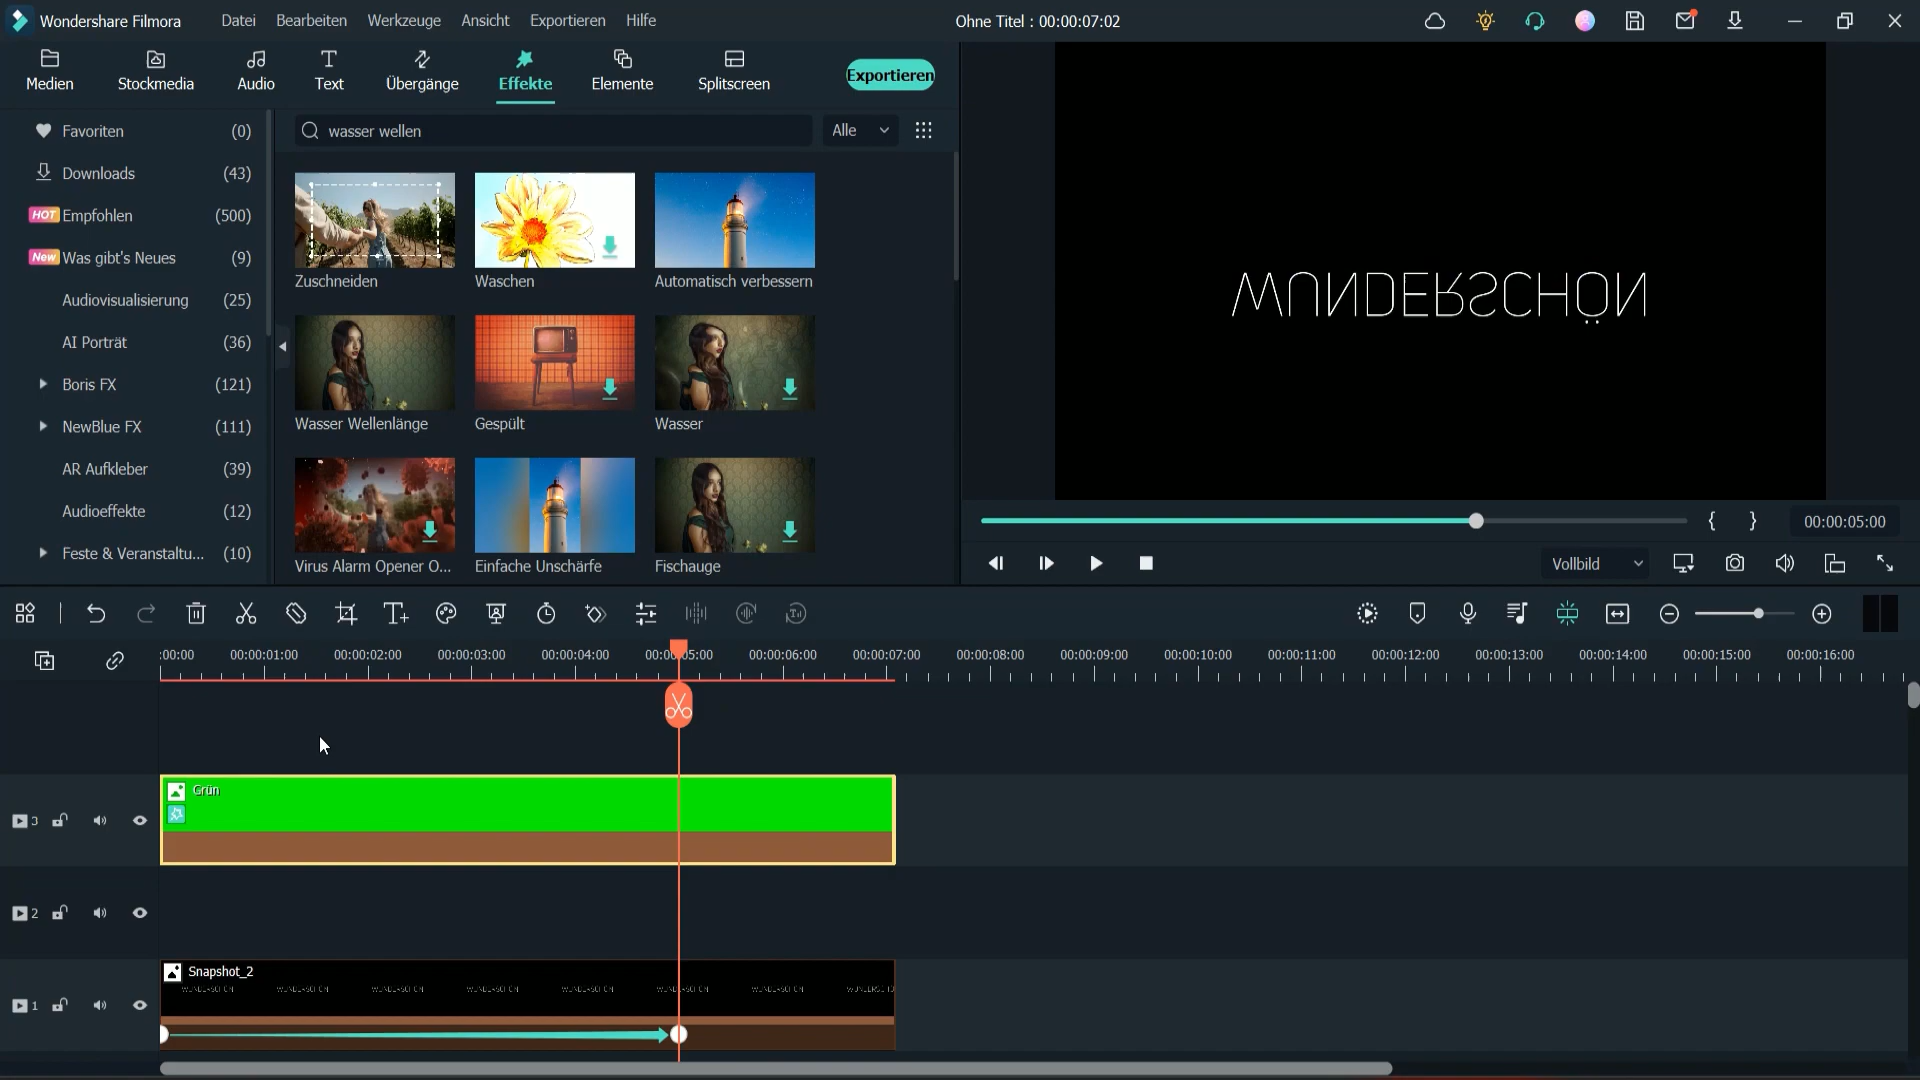 Wondershare Filmora Datei Bearbeiten Werkzeuge Ansicht Exportieren Hilfe Ohne Titel : 00:00:07:02
Medien Stockmedia Audio Text Übergänge Effekte Elemente Splitscreen Exportieren
Favoriten (0)
Downloads (43)
HOT Empfohlen (500)
New Was gibt's Neues (9)
Audiovisualisierung (25)
AI Porträt (36)
Boris FX (121)
NewBlue FX (111)
AR Aufkleber (39)
Audioeffekte (12)
Feste & Veranstaltu... (10)
wasser wellen Alle
Zuschneiden Waschen Automatisch verbessern
Wasser Wellenlänge Gespült Wasser
Virus Alarm Opener O... Einfache Unschärfe Fischauge
WUNDERSCHÖN
00:00:05:00
Vollbild
:00:00 00:00:01:00 00:00:02:00 00:00:03:00 00:00:04:00 00:00:05:00 00:00:06:00 00:00:07:00 00:00:08:00 00:00:09:00 00:00:10:00 00:00:11:00 00:00:12:00 00:00:13:00 00:00:14:00 00:00:15:00 00:00:16:00
3 Grün
2
1 Snapshot_2